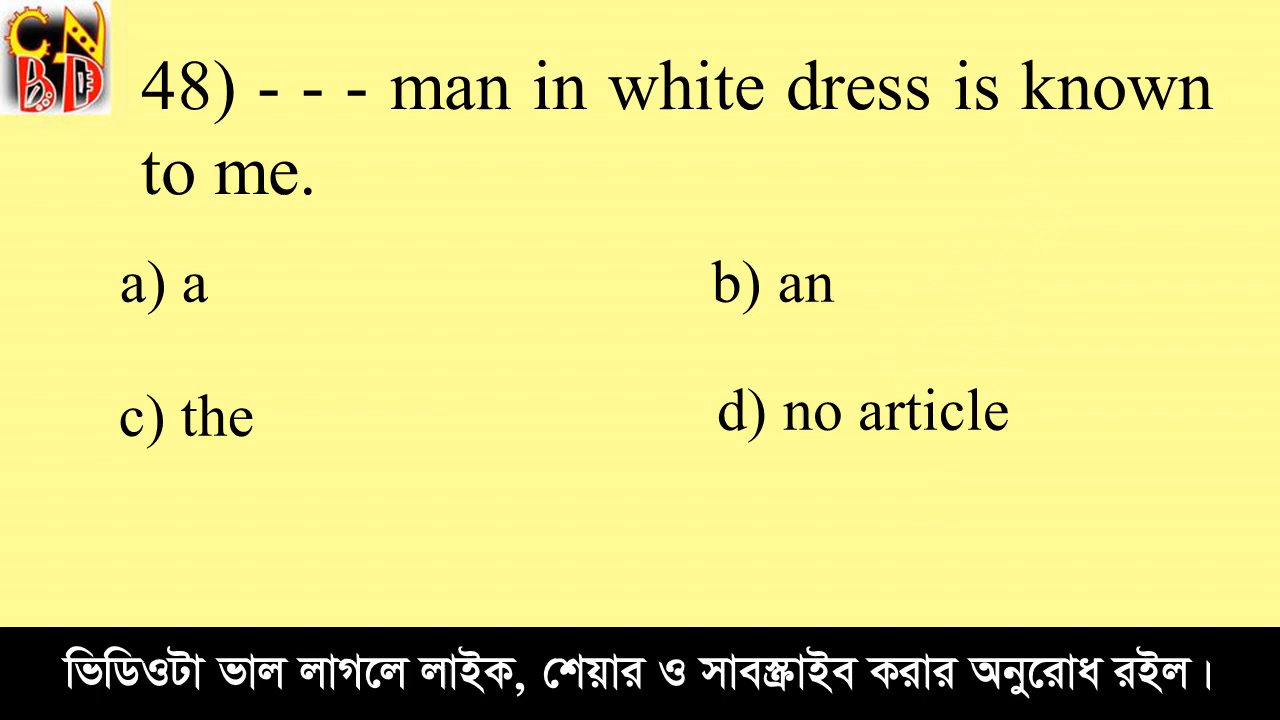 CNBD
48) - - - man in white dress is known
to me.
a) a b) an
c) the d) no article
ভিডিওটা ভাল লাগলে লাইক, শেয়ার ও সাবস্ক্রাইব করার অনুরোধ রইল।